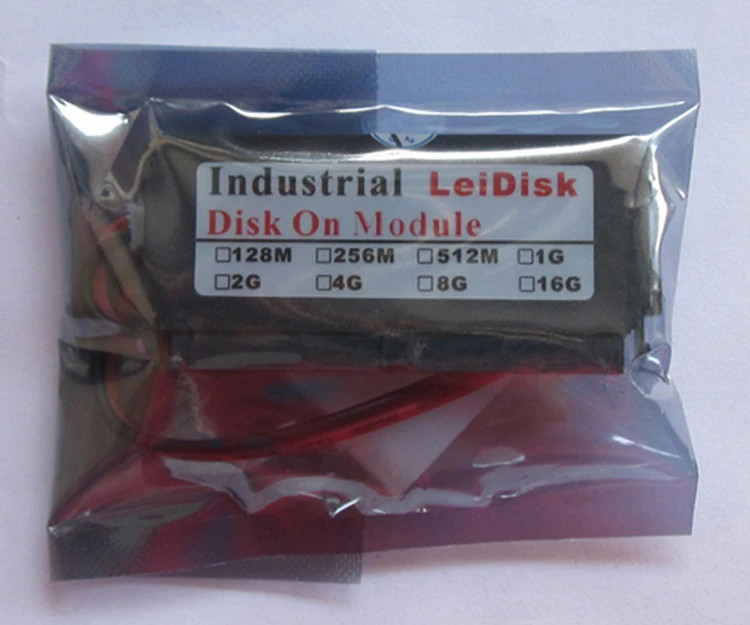 Industrial LeiDisk
Disk On Module
☐128M ☐256M ☐512M ☐1G
☐2G ☐4G ☐8G ☐16G